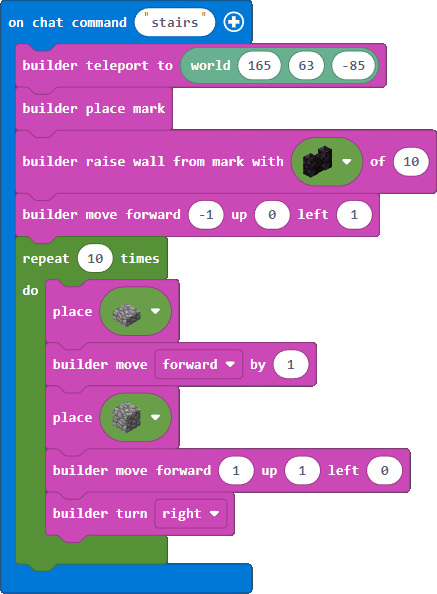 on chat command "stairs"
builder teleport to world 165 63 -85
builder place mark
builder raise wall from mark with of 10
builder move forward -1 up 0 left 1
repeat 10 times
do
place
builder move forward by 1
place
builder move forward 1 up 1 left 0
builder turn right